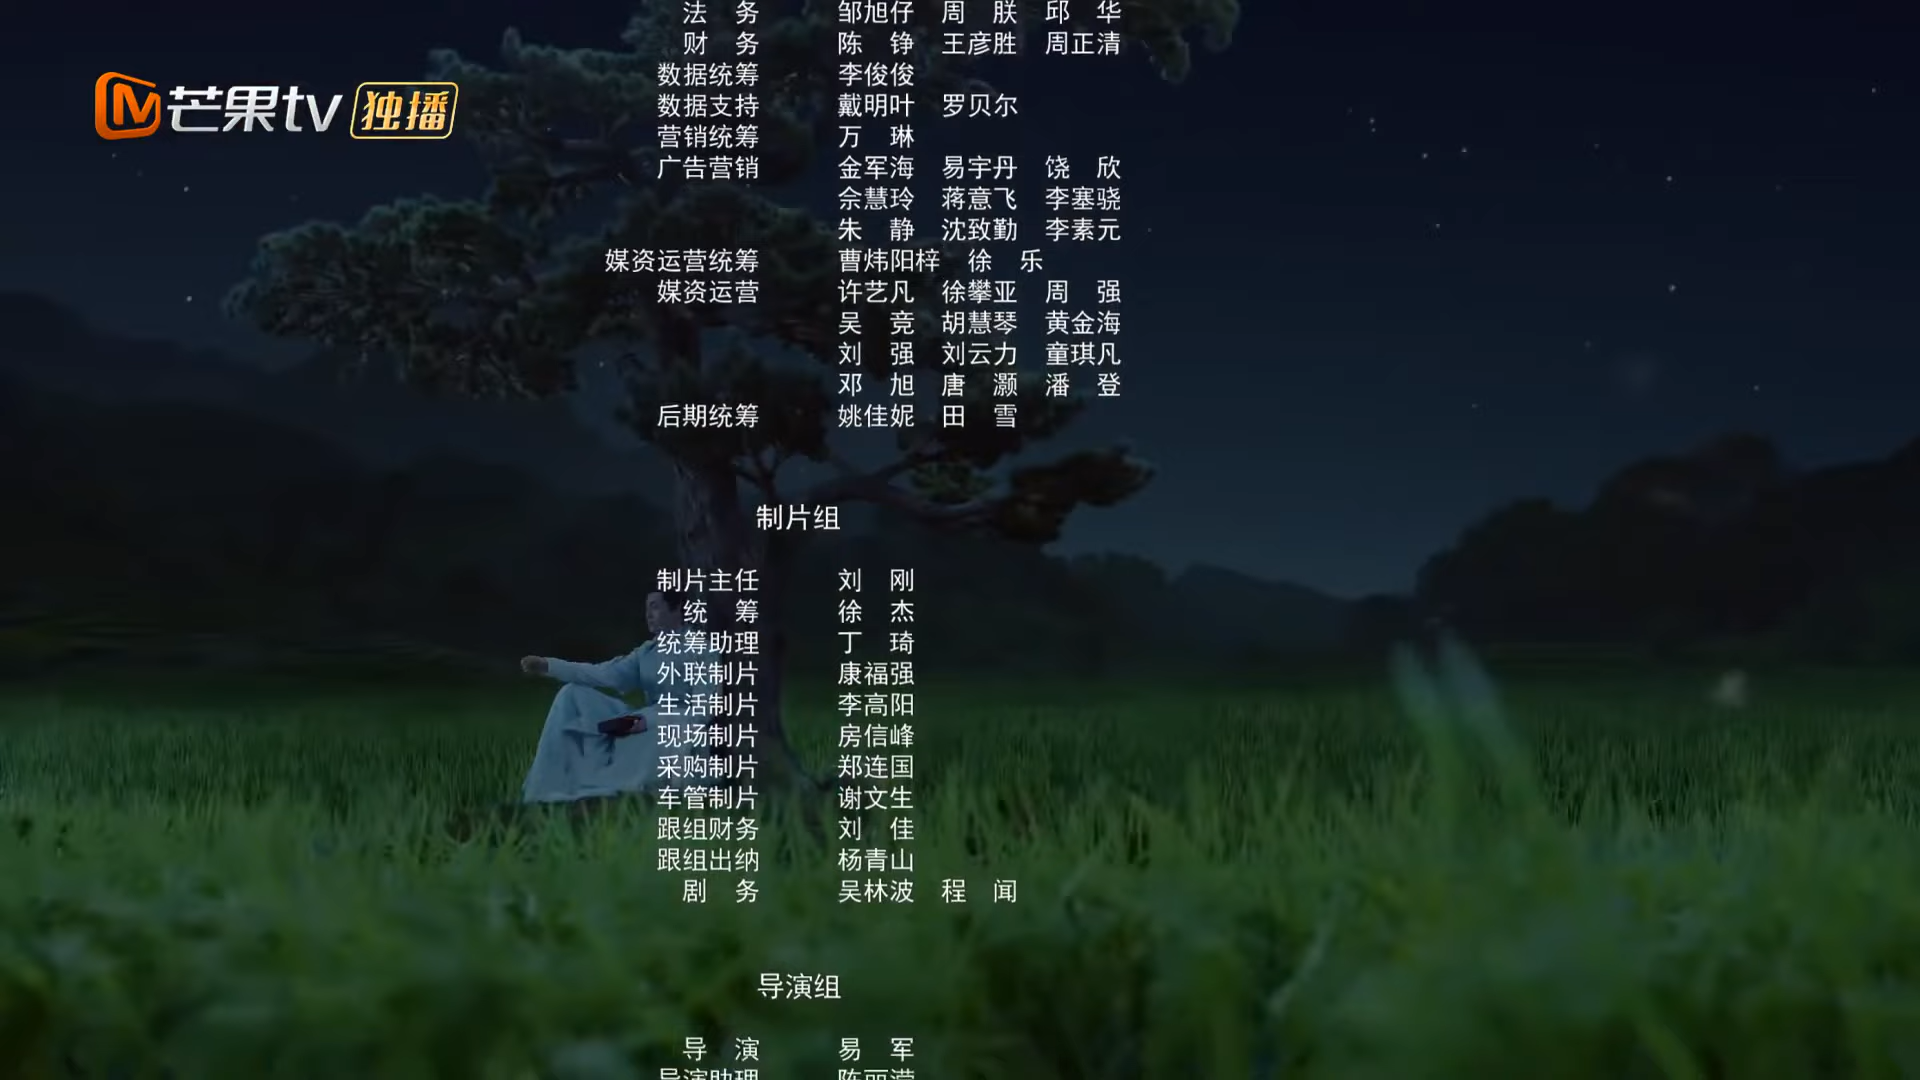 法　务　邹旭仔　周　朕　邱　华
财　务　陈　铮　王彦胜　周正清
芒果tv 独播
数据统筹　李俊俊
数据支持　戴明叶　罗贝尔
营销统筹　万　琳
广告营销　金军海　易宇丹　饶　欣
佘慧玲　蒋意飞　李塞骁
朱　静　沈致勤　李素元
媒资运营统筹　曹炜阳梓　徐　乐
媒资运营　许艺凡　徐攀亚　周　强
吴　竞　胡慧琴　黄金海
刘　强　刘云力　童琪凡
邓　旭　唐　灏　潘　登
后期统筹　姚佳妮　田　雪
制片组
制片主任　刘　刚
统　筹　徐　杰
统筹助理　丁　琦
外联制片　康福强
生活制片　李高阳
现场制片　房信峰
采购制片　郑连国
车管制片　谢文生
跟组财务　刘　佳
跟组出纳　杨青山
剧　务　吴林波　程　闻
导演组
导　演　易　军
导演助理　陈丽滢